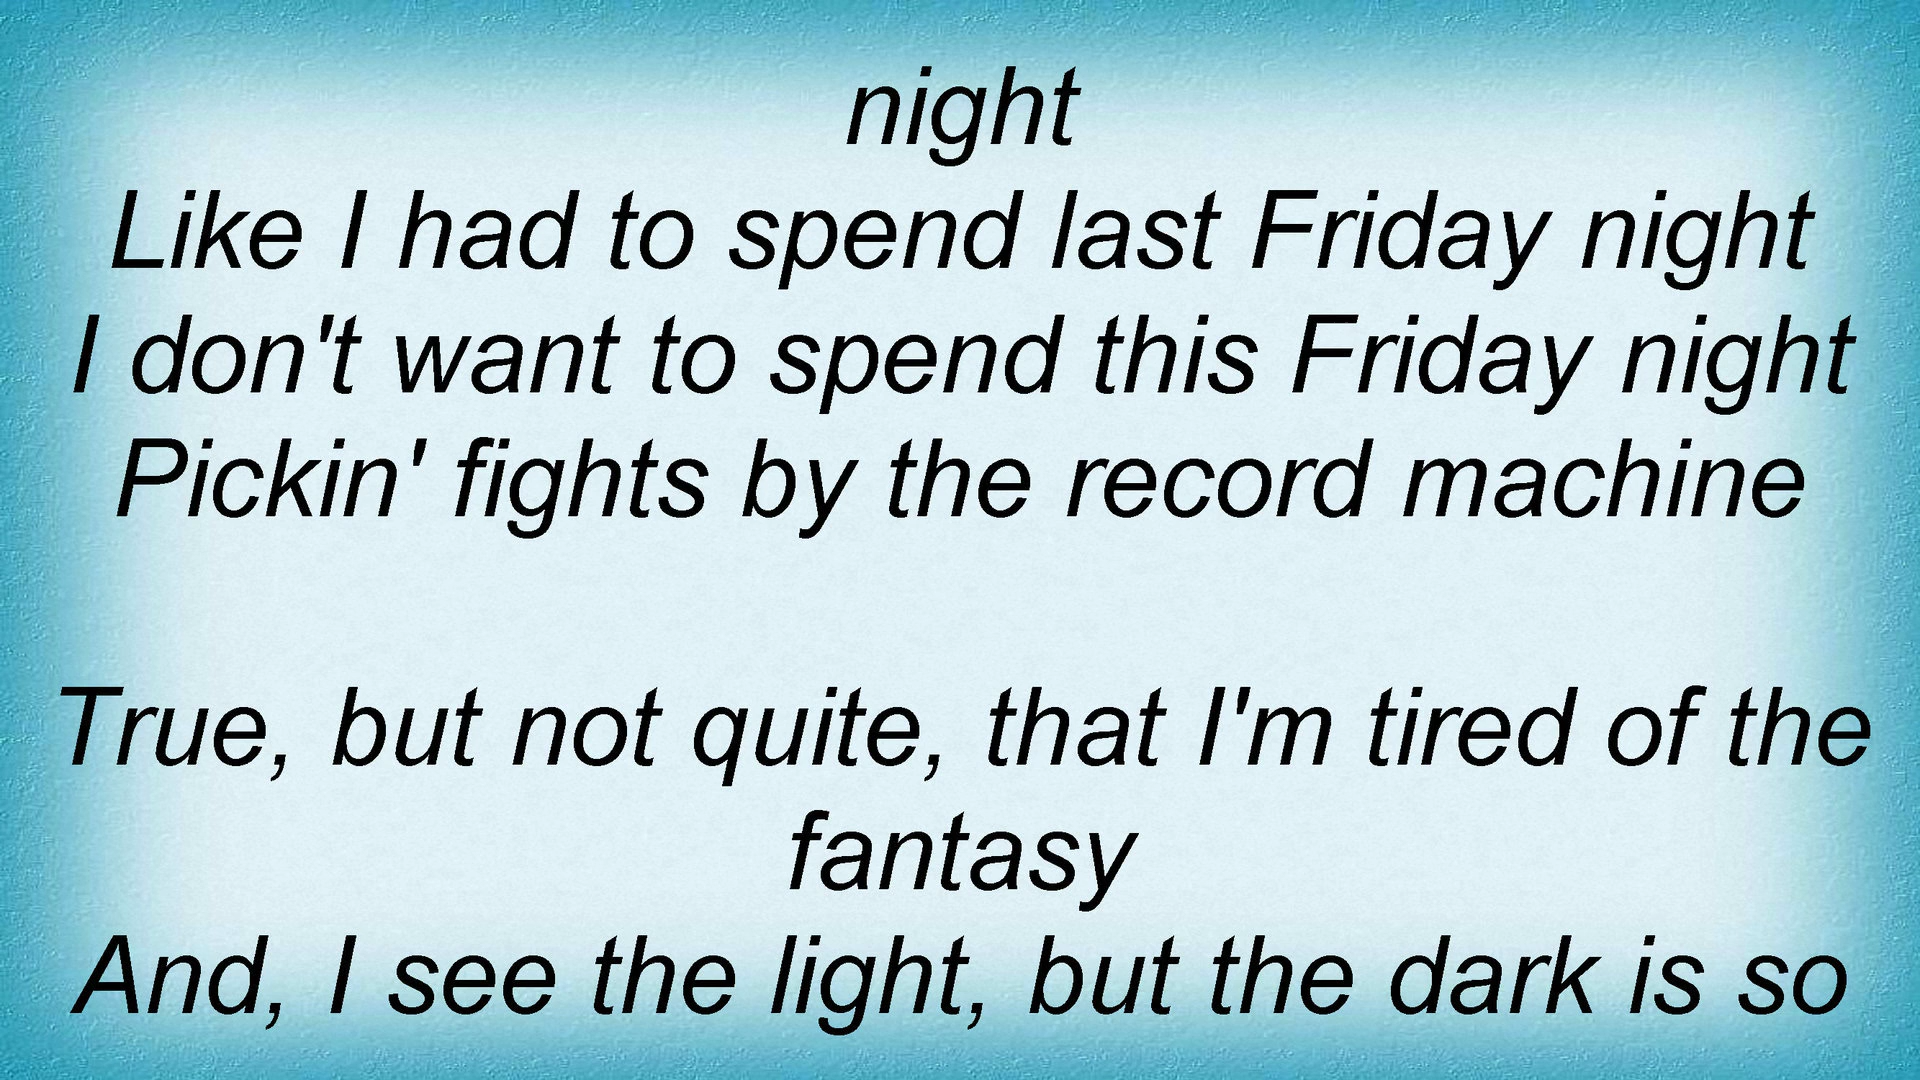 night
Like I had to spend last Friday night
I don't want to spend this Friday night
Pickin' fights by the record machine
True, but not quite, that I'm tired of the
fantasy
And, I see the light, but the dark is so